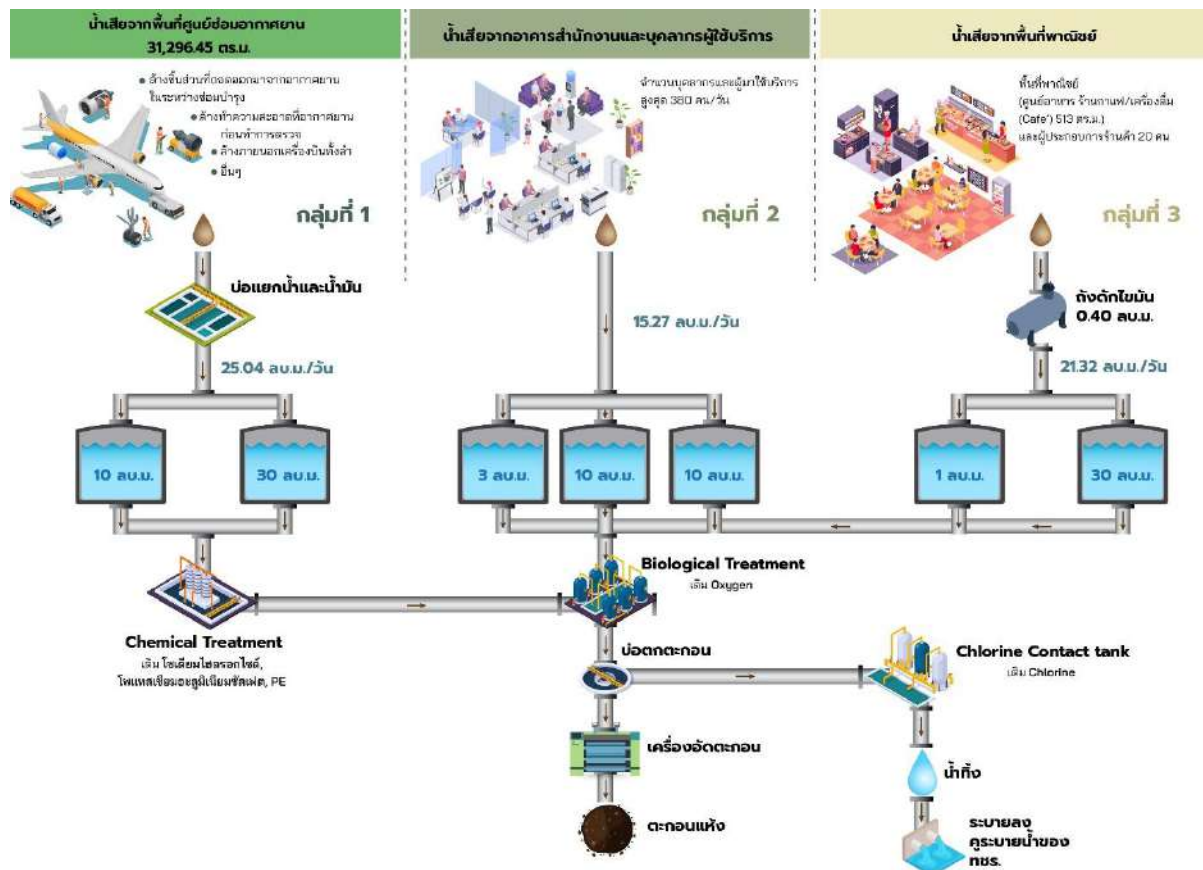 น้ำเสียจากพื้นที่ศูนย์ซ่อมอากาศยาน
31,296.45 ตร.ม.
● ล้างชิ้นส่วนที่ถอดออกมาจากอากาศยาน
ในระหว่างซ่อมบำรุง
● ล้างทำความสะอาดที่อากาศยาน
ก่อนทำการตรวจ
● ล้างภายนอกเครื่องบินทั้งลำ
● อื่นๆ
กลุ่มที่ 1
บ่อแยกน้ำและน้ำมัน
25.04 ลบ.ม./วัน
10 ลบ.ม.
30 ลบ.ม.
Chemical Treatment
เติม โซเดียมไฮดรอกไซด์,
โพแทสเซียมอะลูมิเนียมซัลเฟต, PE
น้ำเสียจากอาคารสำนักงานและบุคลากรผู้ใช้บริการ
จำนวนบุคลากรและผู้มาใช้บริการ
สูงสุด 380 คน/วัน
กลุ่มที่ 2
15.27 ลบ.ม./วัน
3 ลบ.ม.
10 ลบ.ม.
10 ลบ.ม.
Biological Treatment
เติม Oxygen
บ่อตกตะกอน
เครื่องอัดตะกอน
ตะกอนแห้ง
น้ำเสียจากพื้นที่พาณิชย์
พื้นที่พาณิชย์
(ศูนย์อาหาร ร้านกาแฟ/เครื่องดื่ม
(Cafe') 513 ตร.ม.)
และผู้ประกอบการร้านค้า 20 คน
กลุ่มที่ 3
ถังดักไขมัน
0.40 ลบ.ม.
21.32 ลบ.ม./วัน
1 ลบ.ม.
30 ลบ.ม.
Chlorine Contact tank
เติม Chlorine
น้ำทิ้ง
ระบายลง
คูระบายน้ำของ
ทชร.